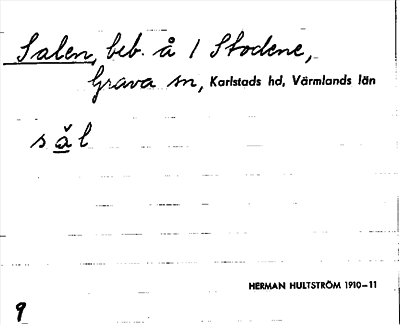 Salen, beb. å 1 Stodene,
Grava sn, Karlstads hd, Värmlands län
s ǎ l
HERMAN HULTSTRÖM 1910-11
9